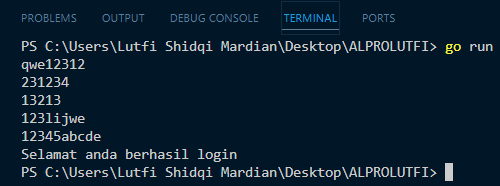 PROBLEMS OUTPUT DEBUG CONSOLE TERMINAL PORTS
PS C:\Users\Lutfi Shidqi Mardian\Desktop\ALPROLUTFI> go run
qwe12312
231234
13213
123lijwe
12345abcde
Selamat anda berhasil login
PS C:\Users\Lutfi Shidqi Mardian\Desktop\ALPROLUTFI>